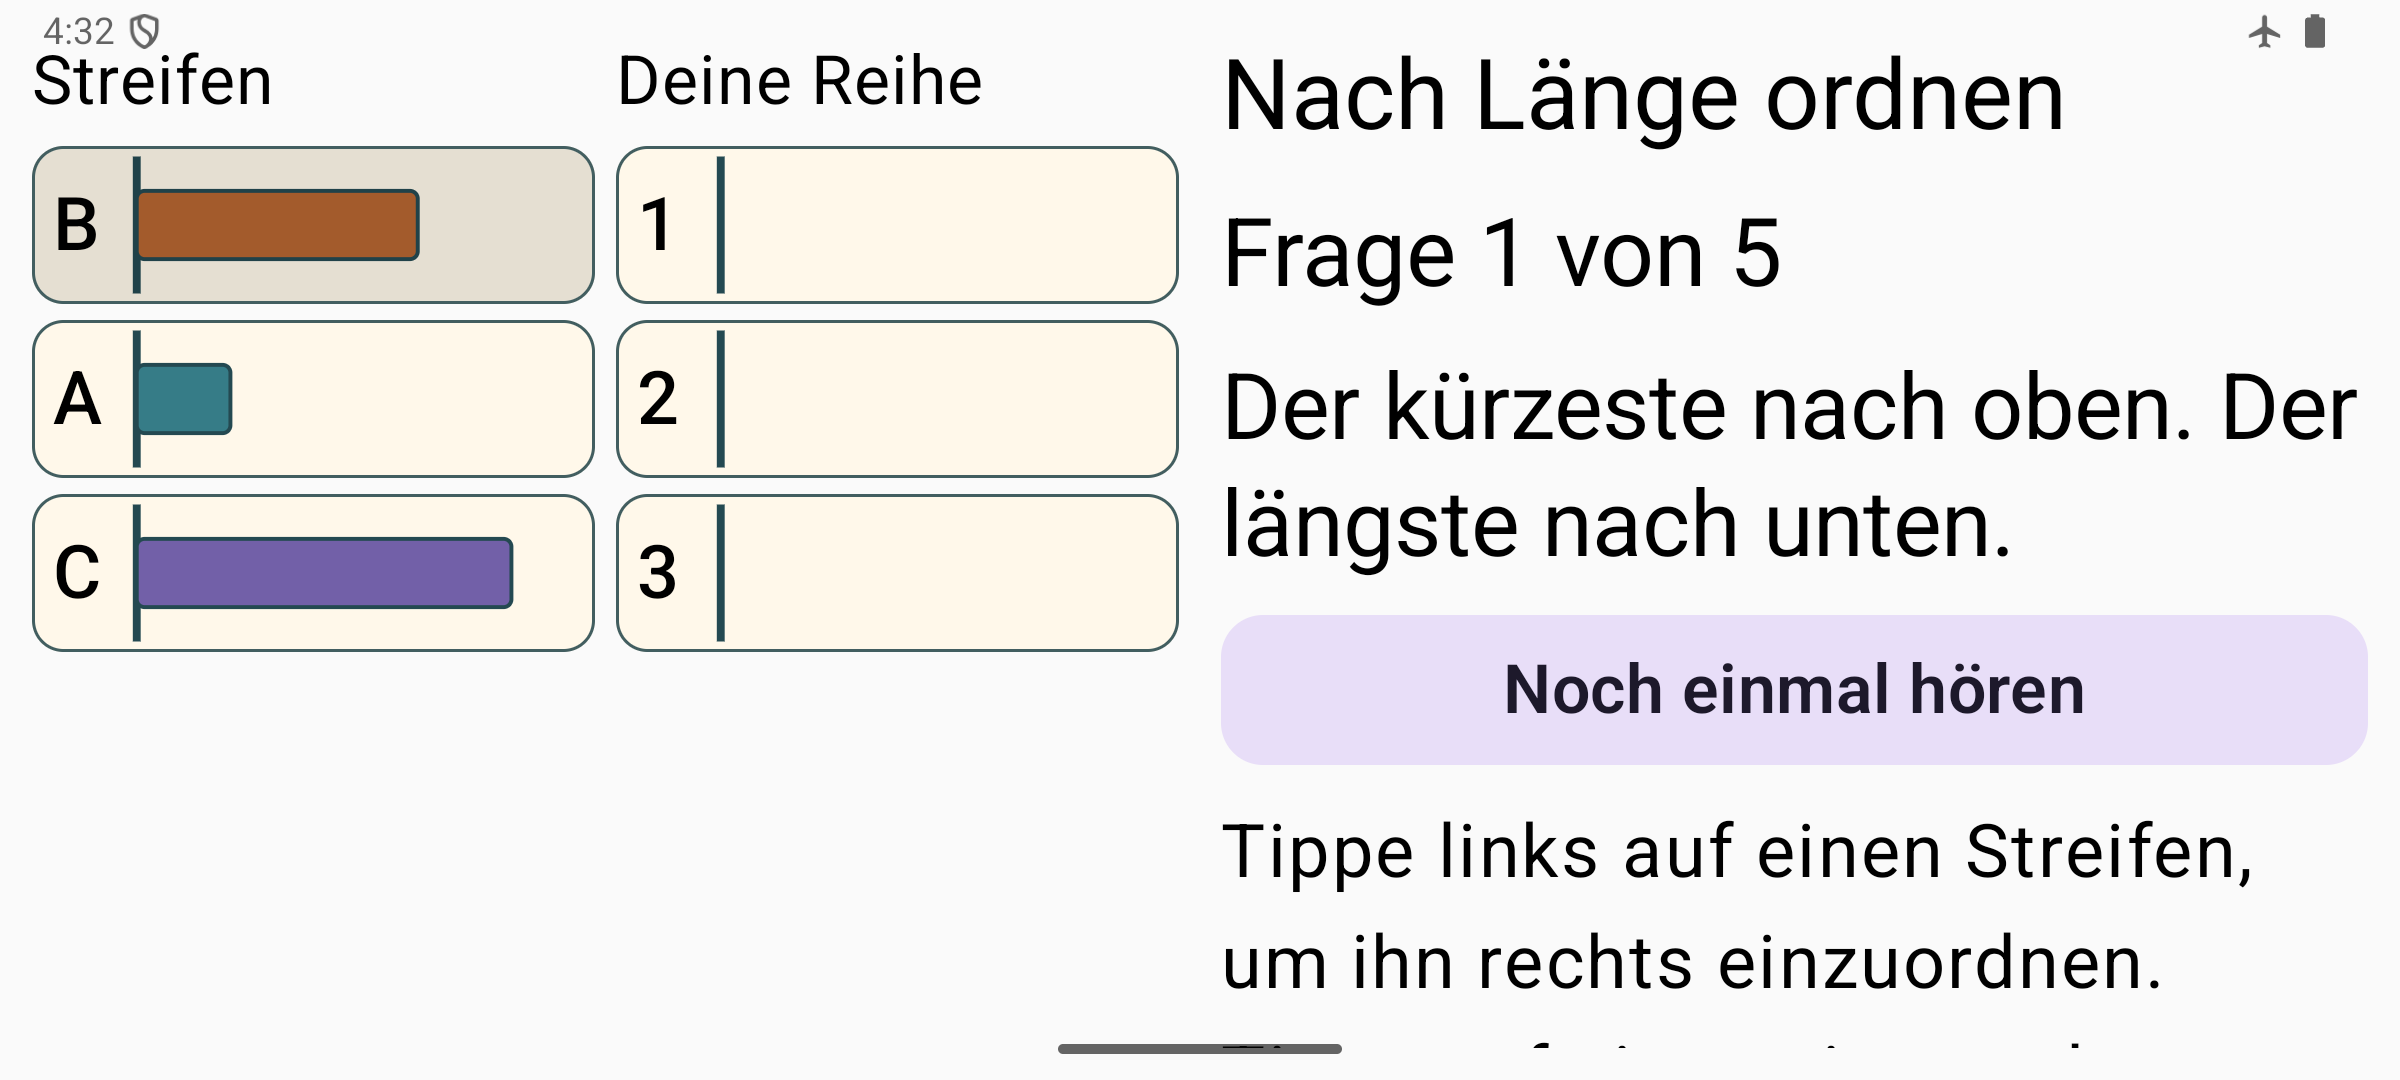 4:32
Streifen
B
A
C
Deine Reihe
1
2
3
Nach Länge ordnen
Frage 1 von 5
Der kürzeste nach oben. Der
längste nach unten.
Noch einmal hören
Tippe links auf einen Streifen,
um ihn rechts einzuordnen.